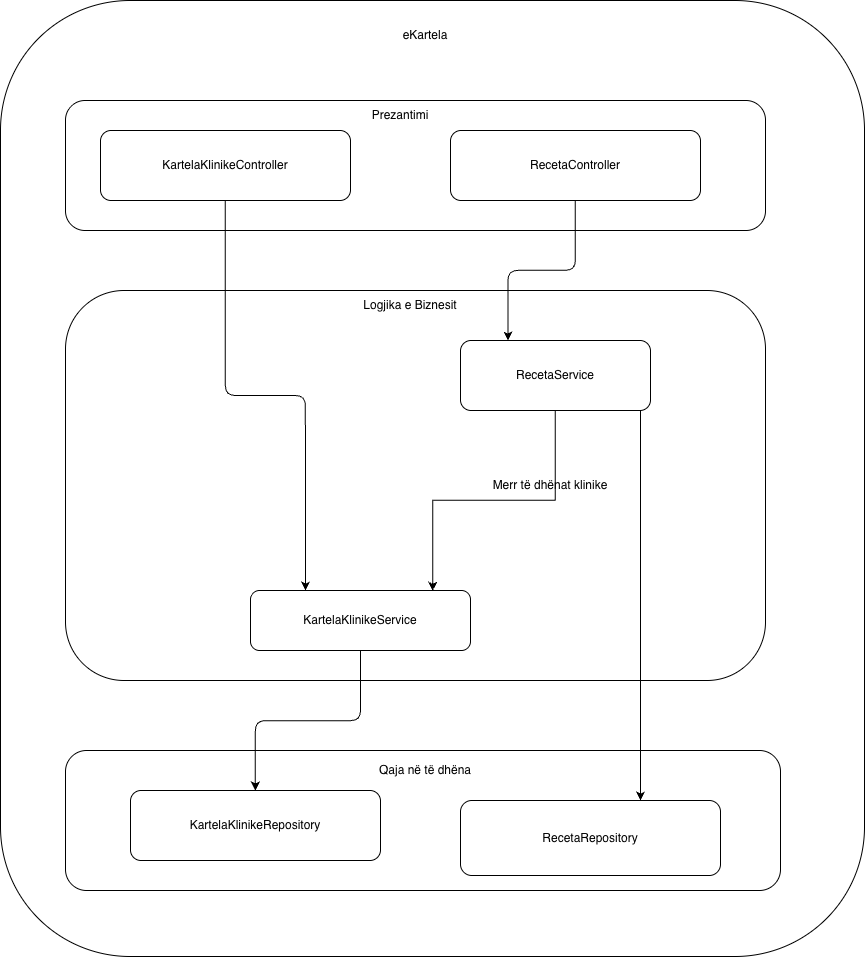 eKartela
Prezantimi
KartelaKlinikeController
RecetaController
Logjika e Biznesit
RecetaService
Merr të dhënat klinike
KartelaKlinikeService
Qaja në të dhëna
KartelaKlinikeRepository
RecetaRepository